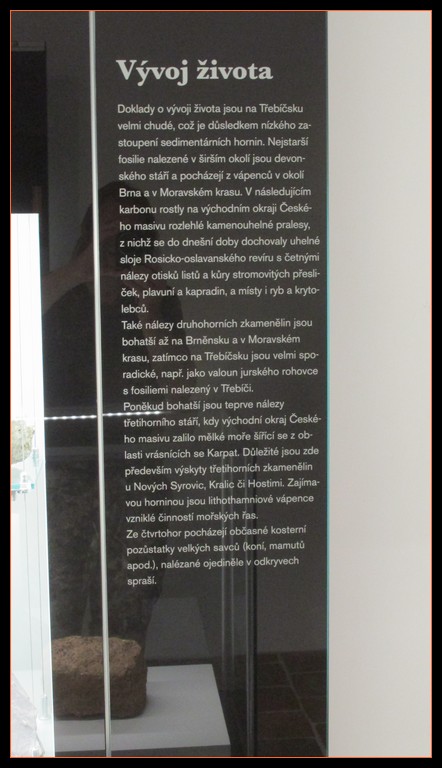 Vývoj života
Doklady o vývoji života jsou na Třebíčsku
velmi chudé, což je důsledkem nízkého za-
stoupení sedimentárních hornin. Nejstarší
fosilie nalezené v širším okolí jsou devon-
ského stáří a pocházejí z vápenců v okolí
Brna a v Moravském krasu. V následujícím
karbonu rostly na východním okraji České-
ho masivu rozlehlé kamenouhelné pralesy,
z nichž se do dnešní doby dochovaly uhelné
sloje Rosicko-oslavanského revíru s četnými
nálezy otisků listů a kůry stromovitých přesli-
ček, plavuní a kapradin, a místy i ryb a kryto-
lebců.
Také nálezy druhohorních zkamenělin jsou
bohatší až na Brněnsku a v Moravském
krasu, zatímco na Třebíčsku jsou velmi spo-
radické, např. jako valoun jurského rohovce
s fosiliemi nalezený v Třebíči.
Poněkud bohatší jsou teprve nálezy
třetihorního stáří, kdy východní okraj České-
ho masivu zalilo mělké moře šířící se z ob-
lasti vrásnících se Karpat. Důležité jsou zde
především výskyty třetihorních zkamenělin
u Nových Syrovic, Kralic či Hostimi. Zajíma-
vou horninou jsou lithothamniové vápence
vzniklé činností mořských řas.
Ze čtvrtohor pocházejí občasné kosterní
pozůstatky velkých savců (koní, mamutů
apod.), nalézané ojediněle v odkryvech
spraší.